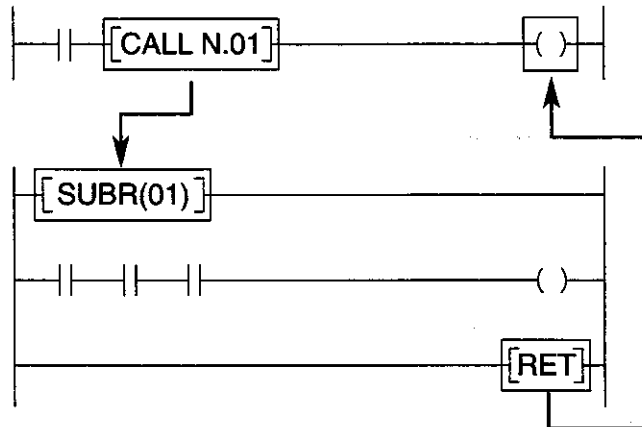 [CALL N.01]
( )
[SUBR(01)]
( )
[RET]